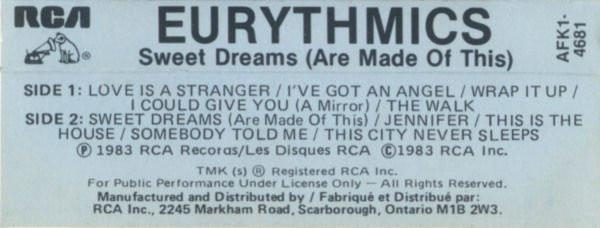 RCA
EURYTHMICS
Sweet Dreams (Are Made Of This)
AFK1-
4681
SIDE 1: LOVE IS A STRANGER / I'VE GOT AN ANGEL / WRAP IT UP /
I COULD GIVE YOU (A Mirror) / THE WALK
SIDE 2: SWEET DREAMS (Are Made Of This) / JENNIFER / THIS IS THE
HOUSE / SOMEBODY TOLD ME / THIS CITY NEVER SLEEPS
Ⓟ 1983 RCA Records/Les Disques RCA ©1983 RCA Inc.
TMK (s) ® Registered RCA Inc.
For Public Performance Under License Only — All Rights Reserved.
Manufactured and Distributed by / Fabriqué et Distribué par:
RCA Inc., 2245 Markham Road, Scarborough, Ontario M1B 2W3.